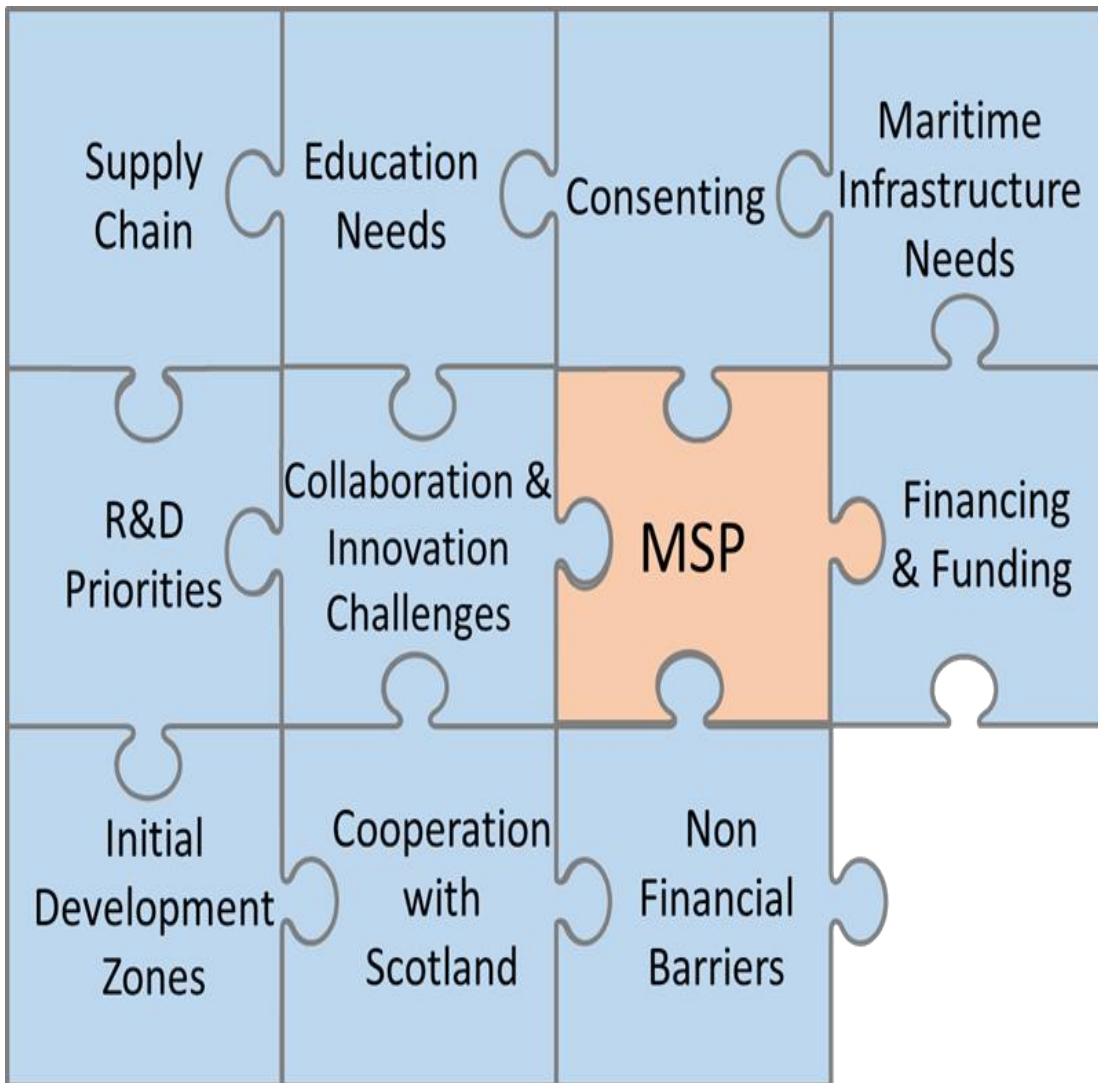 Supply
Chain
Education
Needs
Consenting
Maritime
Infrastructure
Needs
R&D
Priorities
Collaboration &
Innovation
Challenges
MSP
Financing
& Funding
Initial
Development
Zones
Cooperation
with
Scotland
Non
Financial
Barriers